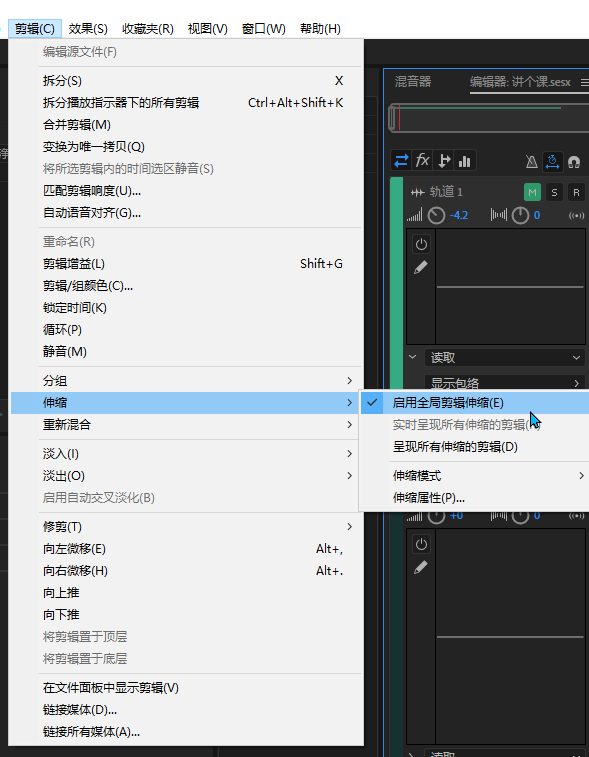 剪辑(C) 效果(S) 收藏夹(R) 视图(V) 窗口(W) 帮助(H)
编辑源文件(F)
拆分(S) X
拆分播放指示器下的所有剪辑 Ctrl+Alt+Shift+K
合并剪辑(M)
变换为唯一拷贝(Q)
将所选剪辑内的时间选区静音(S)
匹配剪辑响度(U)...
自动语音对齐(G)...
重命名(R)
剪辑增益(L) Shift+G
剪辑/组颜色(C)...
锁定时间(K)
循环(P)
静音(M)
分组
伸缩
重新混合
淡入(I)
淡出(O)
启用自动交叉淡化(B)
修剪(T)
向左微移(E) Alt+,
向右微移(H) Alt+.
向上推
向下推
将剪辑置于顶层
将剪辑置于底层
在文件面板中显示剪辑(V)
链接媒体(D)...
链接所有媒体(A)...
混音器 编辑器: 讲个课.sesx
fx
轨道 1 M S R
-4.2 0
读取
显示包络
启用全局剪辑伸缩(E)
实时呈现所有伸缩的剪辑(
呈现所有伸缩的剪辑(D)
伸缩模式
伸缩属性(P)...
+0 0
读取